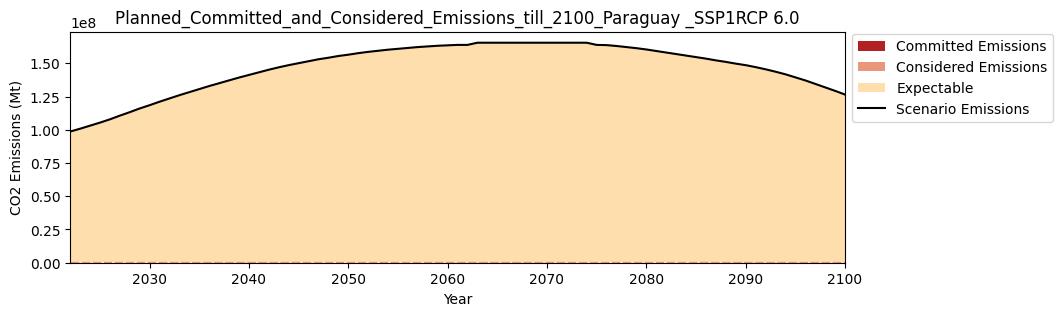 Planned_Committed_and_Considered_Emissions_till_2100_Paraguay _SSP1RCP 6.0
1e8
1.50
1.25
1.00
0.75
0.50
0.25
0.00
CO2 Emissions (Mt)
2030 2040 2050 2060 2070 2080 2090 2100
Year
Committed Emissions
Considered Emissions
Expectable
Scenario Emissions